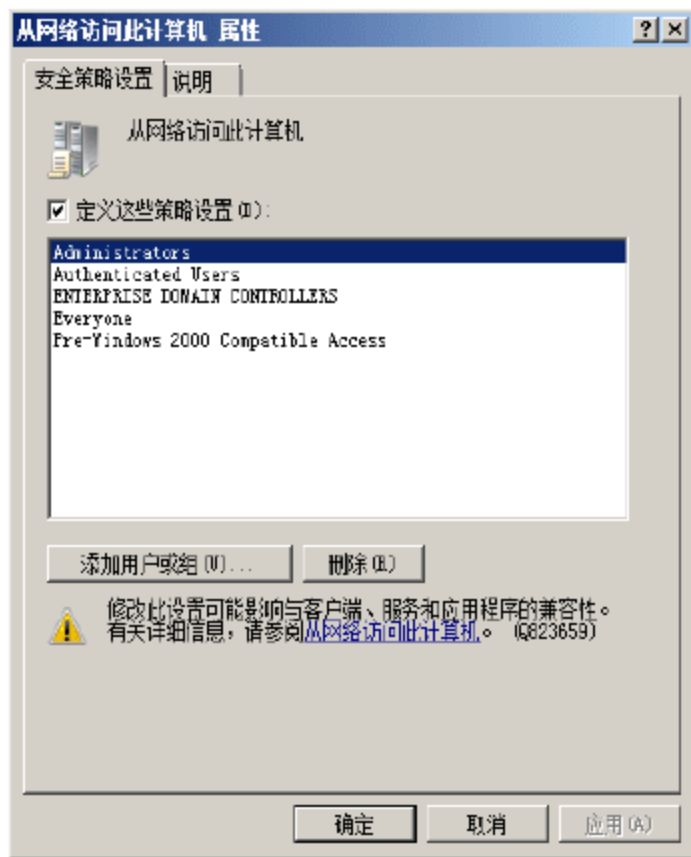 从网络访问此计算机 属性
安全策略设置
说明
从网络访问此计算机
定义这些策略设置(D):
Administrators
Authenticated Users
ENTERPRISE DOMAIN CONTROLLERS
Everyone
Pre-Windows 2000 Compatible Access
添加用户或组(U)...
删除(R)
修改此设置可能影响与客户端、服务和应用程序的兼容性。
有关详细信息，请参阅从网络访问此计算机。 (Q823659)
确定
取消
应用(A)